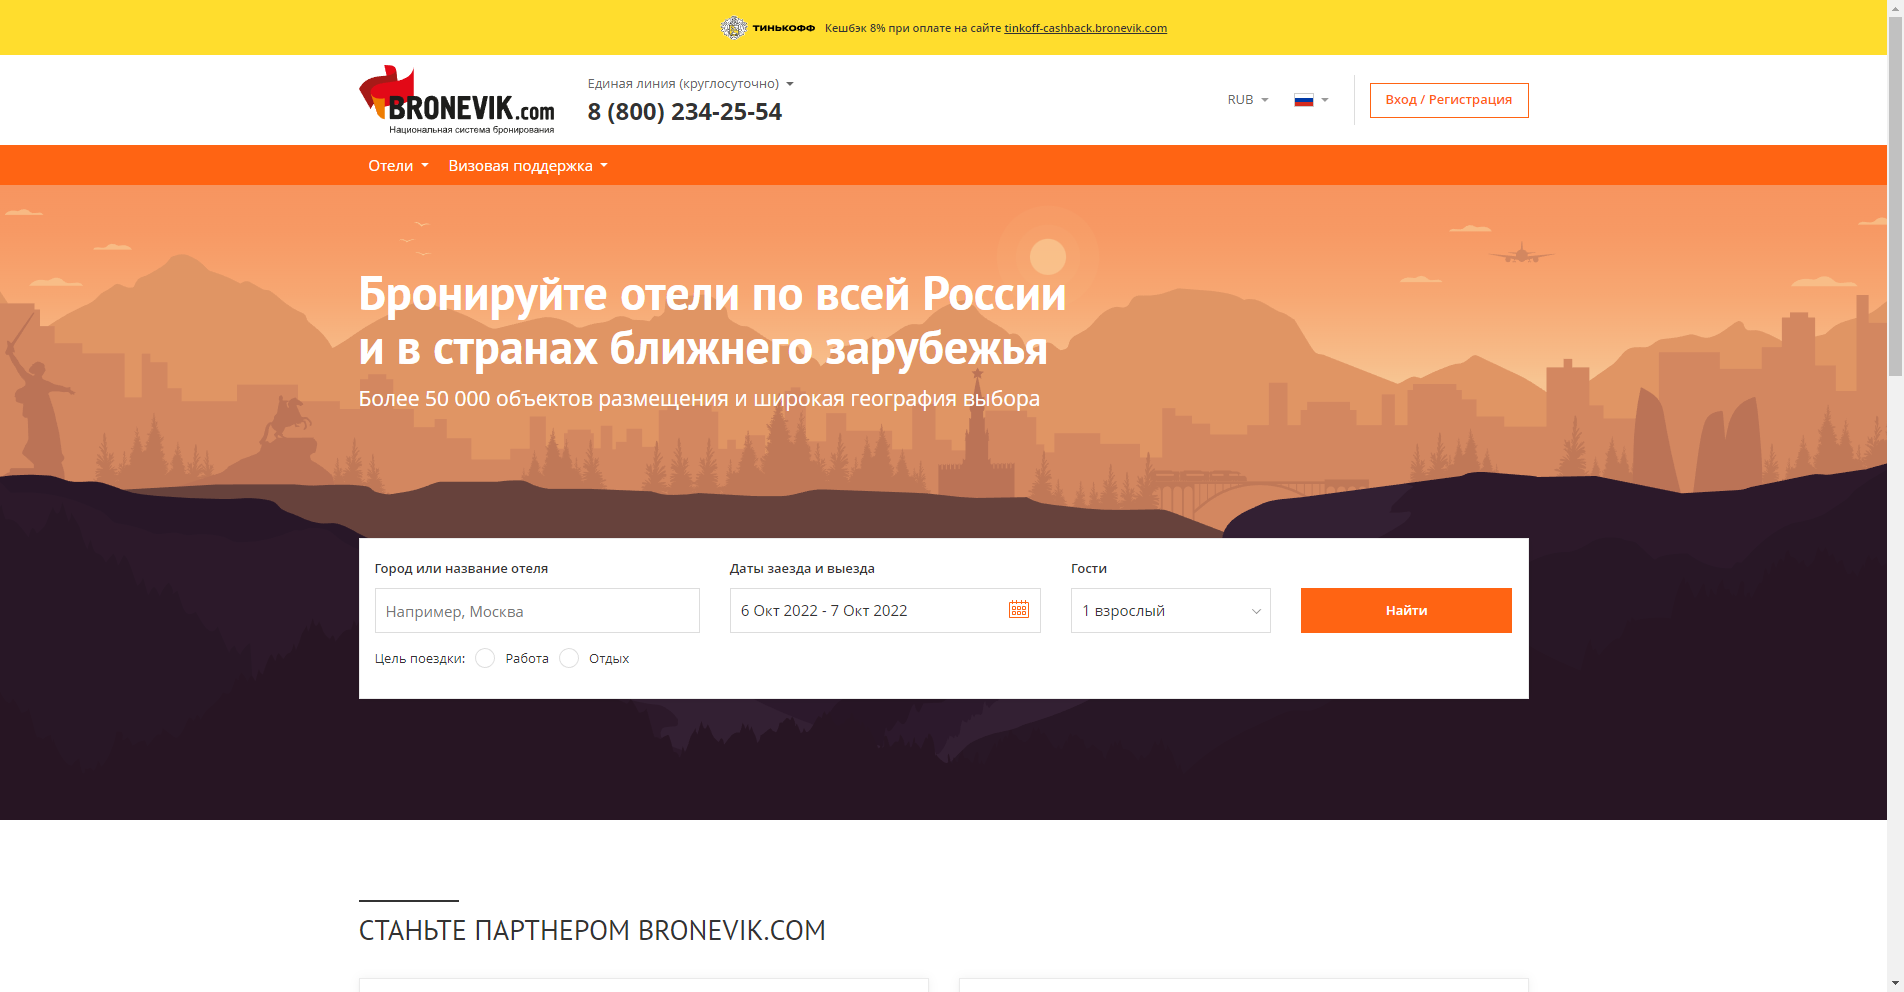 ТИНЬКОФФ Кешбэк 8% при оплате на сайте tinkoff-cashback.bronevik.com
BRONEVIK.com
Национальная система бронирования
Единая линия (круглосуточно)
8 (800) 234-25-54
RUB
Вход / Регистрация
Отели Визовая поддержка
Бронируйте отели по всей России
и в странах ближнего зарубежья
Более 50 000 объектов размещения и широкая география выбора
Город или название отеля
Например, Москва
Даты заезда и выезда
6 Окт 2022 - 7 Окт 2022
Гости
1 взрослый
Найти
Цель поездки: Работа Отдых
СТАНЬТЕ ПАРТНЕРОМ BRONEVIK.COM